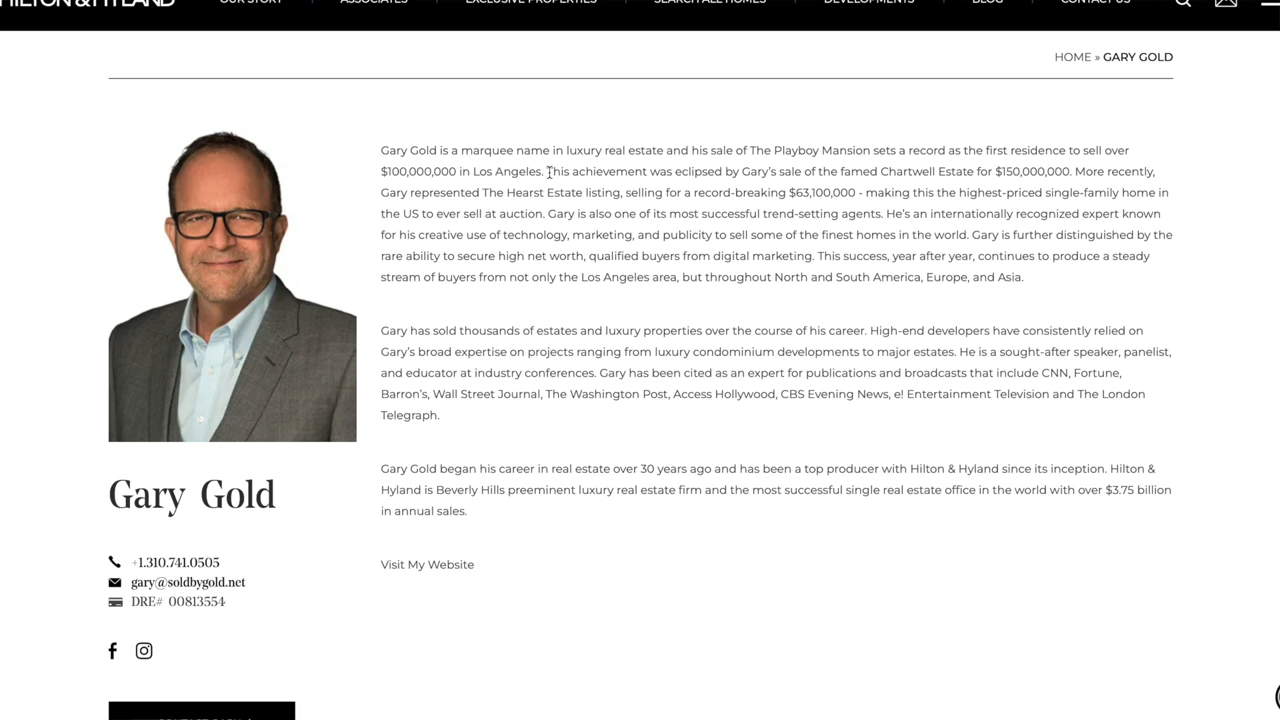 HILTON & HYLAND
OUR STORY
ASSOCIATES
EXCLUSIVE PROPERTIES
SEARCH ALL HOMES
DEVELOPMENTS
BLOG
CONTACT US
HOME » GARY GOLD
Gary Gold is a marquee name in luxury real estate and his sale of The Playboy Mansion sets a record as the first residence to sell over
$100,000,000 in Los Angeles. This achievement was eclipsed by Gary’s sale of the famed Chartwell Estate for $150,000,000. More recently,
Gary represented The Hearst Estate listing, selling for a record-breaking $63,100,000 - making this the highest-priced single-family home in
the US to ever sell at auction. Gary is also one of its most successful trend-setting agents. He’s an internationally recognized expert known
for his creative use of technology, marketing, and publicity to sell some of the finest homes in the world. Gary is further distinguished by the
rare ability to secure high net worth, qualified buyers from digital marketing. This success, year after year, continues to produce a steady
stream of buyers from not only the Los Angeles area, but throughout North and South America, Europe, and Asia.
Gary has sold thousands of estates and luxury properties over the course of his career. High-end developers have consistently relied on
Gary’s broad expertise on projects ranging from luxury condominium developments to major estates. He is a sought-after speaker, panelist,
and educator at industry conferences. Gary has been cited as an expert for publications and broadcasts that include CNN, Fortune,
Barron’s, Wall Street Journal, The Washington Post, Access Hollywood, CBS Evening News, e! Entertainment Television and The London
Telegraph.
Gary Gold began his career in real estate over 30 years ago and has been a top producer with Hilton & Hyland since its inception. Hilton &
Hyland is Beverly Hills preeminent luxury real estate firm and the most successful single real estate office in the world with over $3.75 billion
in annual sales.
Visit My Website
Gary Gold
+1.310.741.0505
gary@soldbygold.net
DRE# 00813554